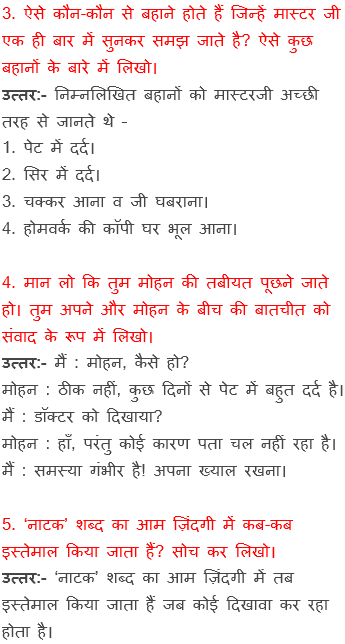 3. ऐसे कौन-कौन से बहाने होते हैं जिन्हें मास्टर जी
एक ही बार में सुनकर समझ जाते है? ऐसे कुछ
बहानों के बारे में लिखो।
उत्तर:- निम्नलिखित बहानों को मास्टरजी अच्छी
तरह से जानते थे –
1. पेट में दर्द।
2. सिर में दर्द।
3. चक्कर आना व जी घबराना।
4. होमवर्क की कॉपी घर भूल आना।
4. मान लो कि तुम मोहन की तबीयत पूछने जाते
हो। तुम अपने और मोहन के बीच की बातचीत को
संवाद के रूप में लिखो।
उत्तर:- मैं : मोहन, कैसे हो?
मोहन : ठीक नहीं, कुछ दिनों से पेट में बहुत दर्द है।
मैं : डॉक्टर को दिखाया?
मोहन : हाँ, परंतु कोई कारण पता चल नहीं रहा है।
मैं : समस्या गंभीर है! अपना ख्याल रखना।
5. ‘नाटक’ शब्द का आम ज़िंदगी में कब-कब
इस्तेमाल किया जाता हैं? सोच कर लिखो।
उत्तर:- ‘नाटक’ शब्द का आम ज़िंदगी में तब
इस्तेमाल किया जाता हैं जब कोई दिखावा कर रहा
होता है।